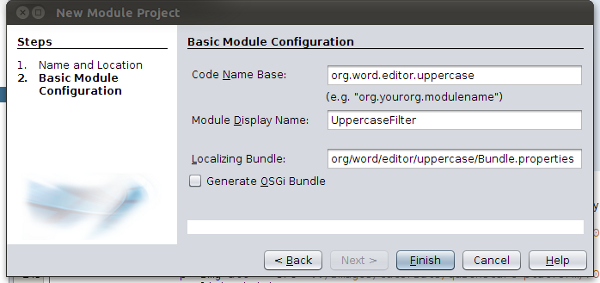 New Module Project
Steps
1. Name and Location
2. Basic Module
Configuration
Basic Module Configuration
Code Name Base:
org.word.editor.uppercase
(e.g. "org.yourorg.modulename")
Module Display Name:
UppercaseFilter
Localizing Bundle:
org/word/editor/uppercase/Bundle.properties
Generate OSGi Bundle
< Back
Next >
Finish
Cancel
Help